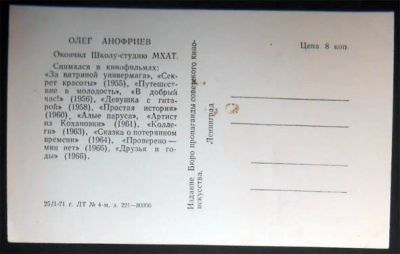 ОЛЕГ АНОФРИЕВ
Окончил Школу-студию МХАТ.
Снимался в кинофильмах:
«За витриной универмага», «Сек-
рет красоты» (1955), «Путешест-
вие в молодость», «В добрый
час!» (1956), «Девушка с гита-
рой» (1958), «Простая история»
(1960), «Алые паруса», «Артист
из Кохановки» (1961), «Колле-
ги» (1963), «Сказка о потерянном
времени» (1964), «Проверено —
мин нет» (1965), «Друзья и го-
ды» (1966).
25/I-71 г. ЛТ № 4-м, з. 221—80000
Издание Бюро пропаганды советского кино-
искусства.
Ленинград
Цена 8 коп.